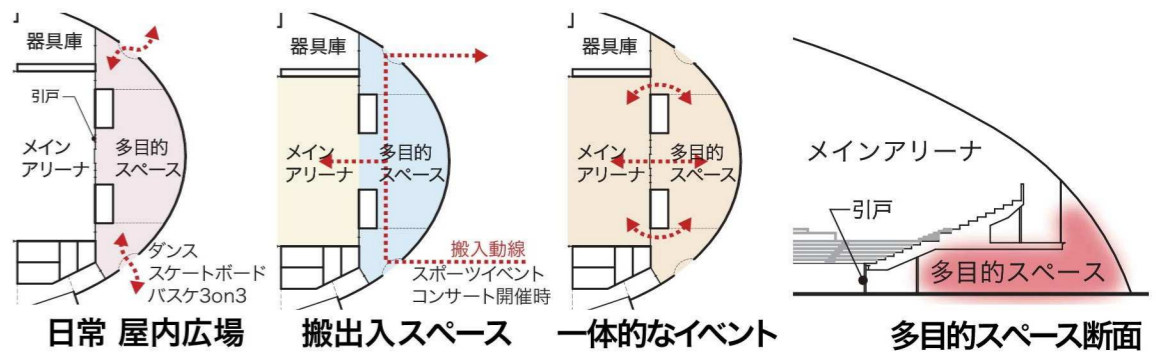 器具庫
引戸
メイン
アリーナ
多目的
スペース
ダンス
スケートボード
バスケ3on3
日常 屋内広場
器具庫
メイン
アリーナ
多目的
スペース
搬入動線
スポーツイベント
コンサート開催時
搬出入スペース
器具庫
メイン
アリーナ
多目的
スペース
一体的なイベント
メインアリーナ
引戸
多目的スペース
多目的スペース断面